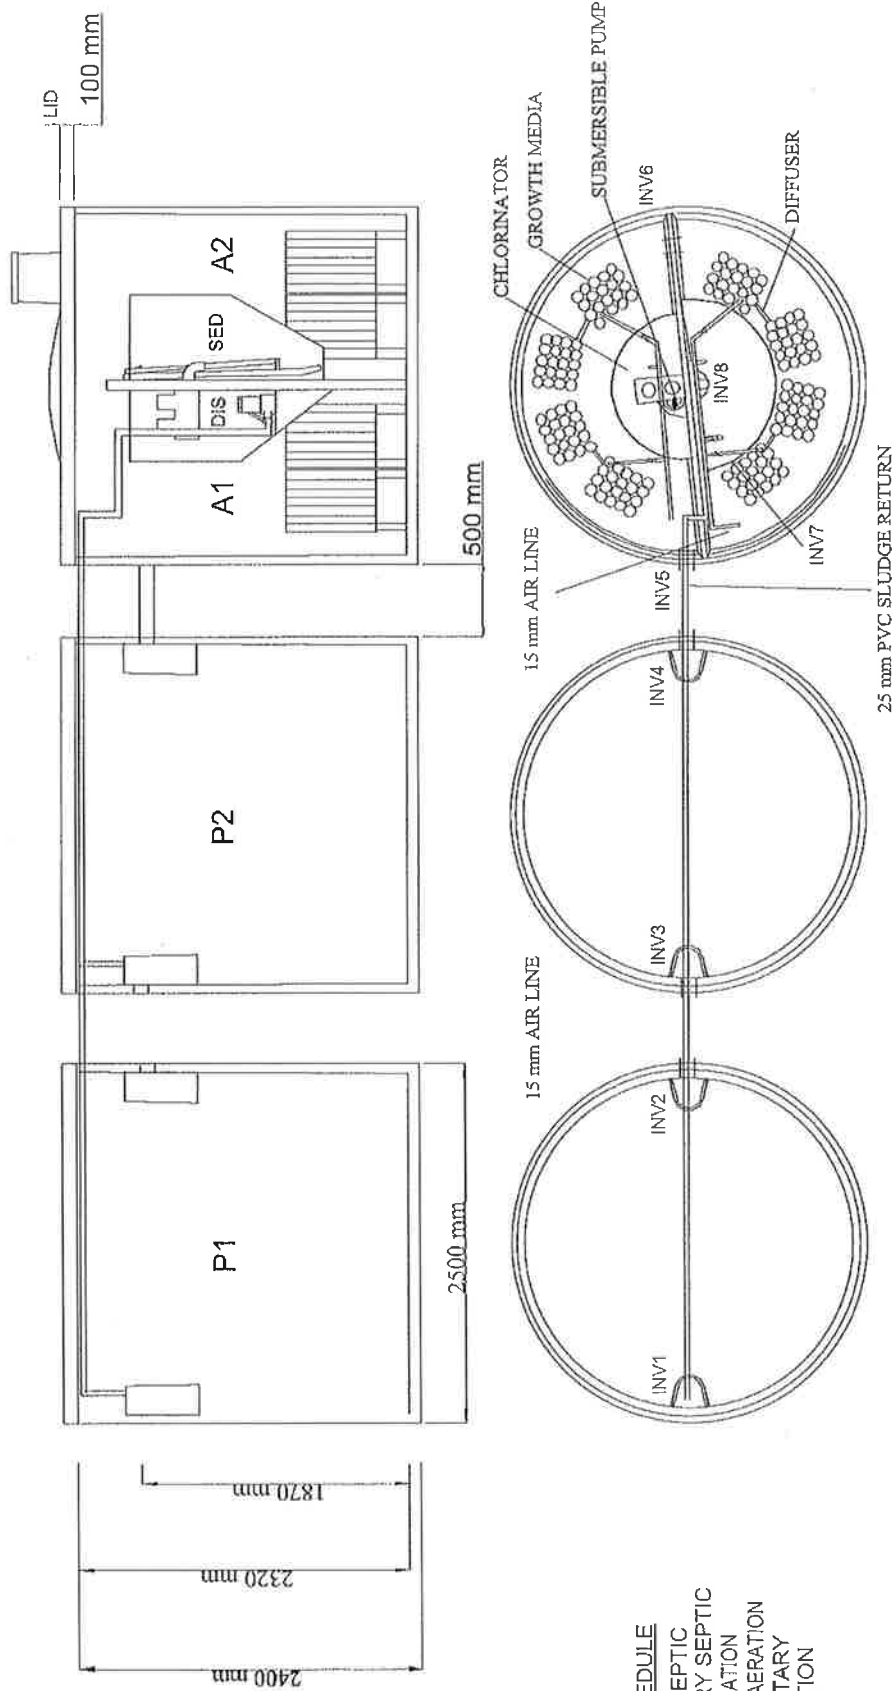 LID
100 mm
A1
A2
DIS
SED
500 mm
P2
P1
2500 mm
1870 mm
2320 mm
2400 mm
CHLORINATOR
GROWTH MEDIA
SUBMERSIBLE PUMP
INV6
DIFFUSER
INV8
INV7
INV5
15 mm AIR LINE
25 mm PVC SLUDGE RETURN
INV4
INV3
15 mm AIR LINE
INV2
INV1
EDULE
EPTIC
RY SEPTIC
ATION
AERATION
TARY
TION